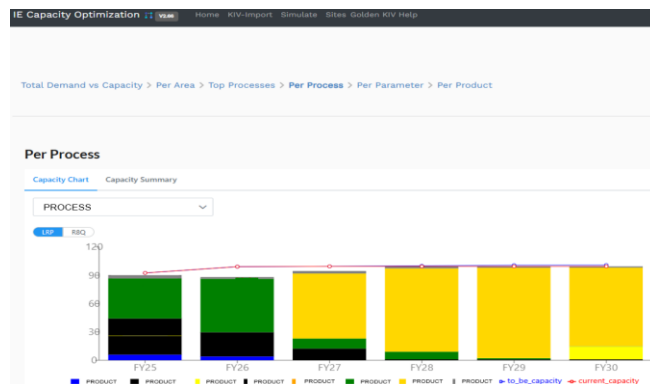 IE Capacity Optimization V2.00 Home KIV-Import Simulate Sites Golden KIV Help
Total Demand vs Capacity > Per Area > Top Processes > Per Process > Per Parameter > Per Product
Per Process
Capacity Chart Capacity Summary
PROCESS
LRP RBQ
120
90
60
30
0
FY25 FY26 FY27 FY28 FY29 FY30
PRODUCT PRODUCT PRODUCT PRODUCT PRODUCT PRODUCT PRODUCT PRODUCT to_be_capacity current_capacity